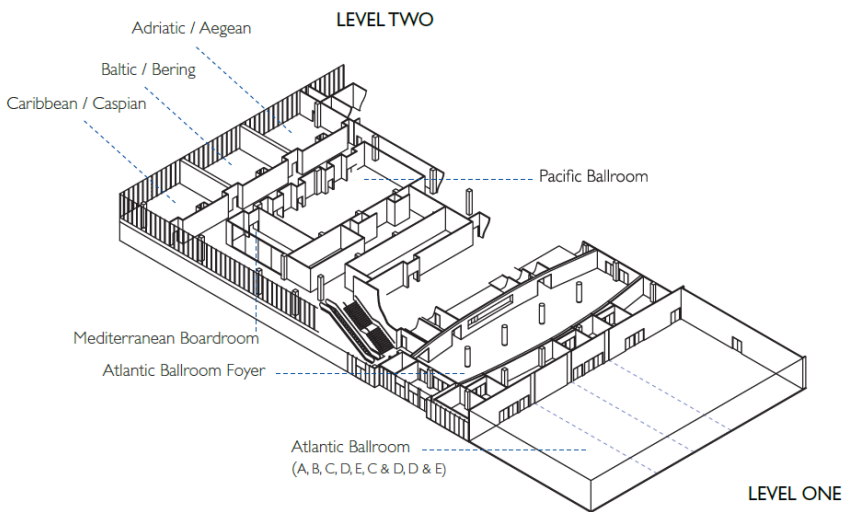 LEVEL TWO
Adriatic / Aegean
Baltic / Bering
Caribbean / Caspian
Pacific Ballroom
Mediterranean Boardroom
Atlantic Ballroom Foyer
Atlantic Ballroom
(A, B, C, D, E, C & D, D & E)
LEVEL ONE